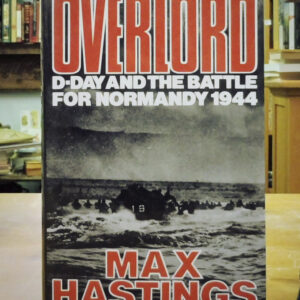 OVERLORD
D-DAY AND THE BATTLE
FOR NORMANDY 1944
MAX
HASTINGS